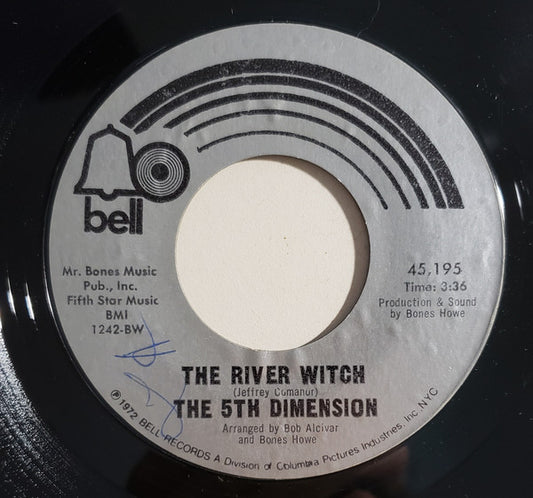 bell
Mr. Bones Music
Pub., Inc.
Fifth Star Music
BMI
1242-BW
45,195
Time: 3:36
Production & Sound
by Bones Howe
THE RIVER WITCH
(Jeffrey Comanor)
THE 5TH DIMENSION
Arranged by Bob Alcivar
and Bones Howe
℗ 1972 BELL RECORDS A Division of Columbia Pictures Industries, Inc., NYC